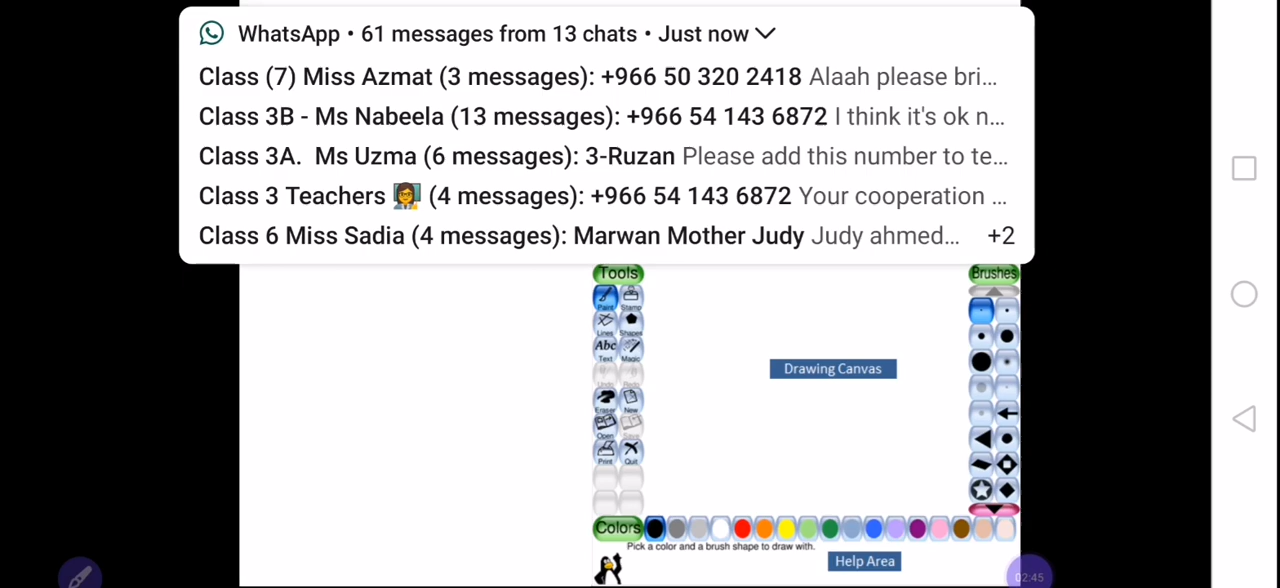 WhatsApp • 61 messages from 13 chats • Just now
Class (7) Miss Azmat (3 messages): +966 50 320 2418 Alaah please bri...
Class 3B - Ms Nabeela (13 messages): +966 54 143 6872 I think it's ok n...
Class 3A. Ms Uzma (6 messages): 3-Ruzan Please add this number to te...
Class 3 Teachers 👩‍🏫 (4 messages): +966 54 143 6872 Your cooperation ...
Class 6 Miss Sadia (4 messages): Marwan Mother Judy Judy ahmed... +2
Tools
Brushes
Paint Stamp
Lines Shapes
Abc
Text Magic
Undo Redo
Eraser New
Open Save
Print Quit
Drawing Canvas
Colors
Pick a color and a brush shape to draw with.
Help Area
02:45